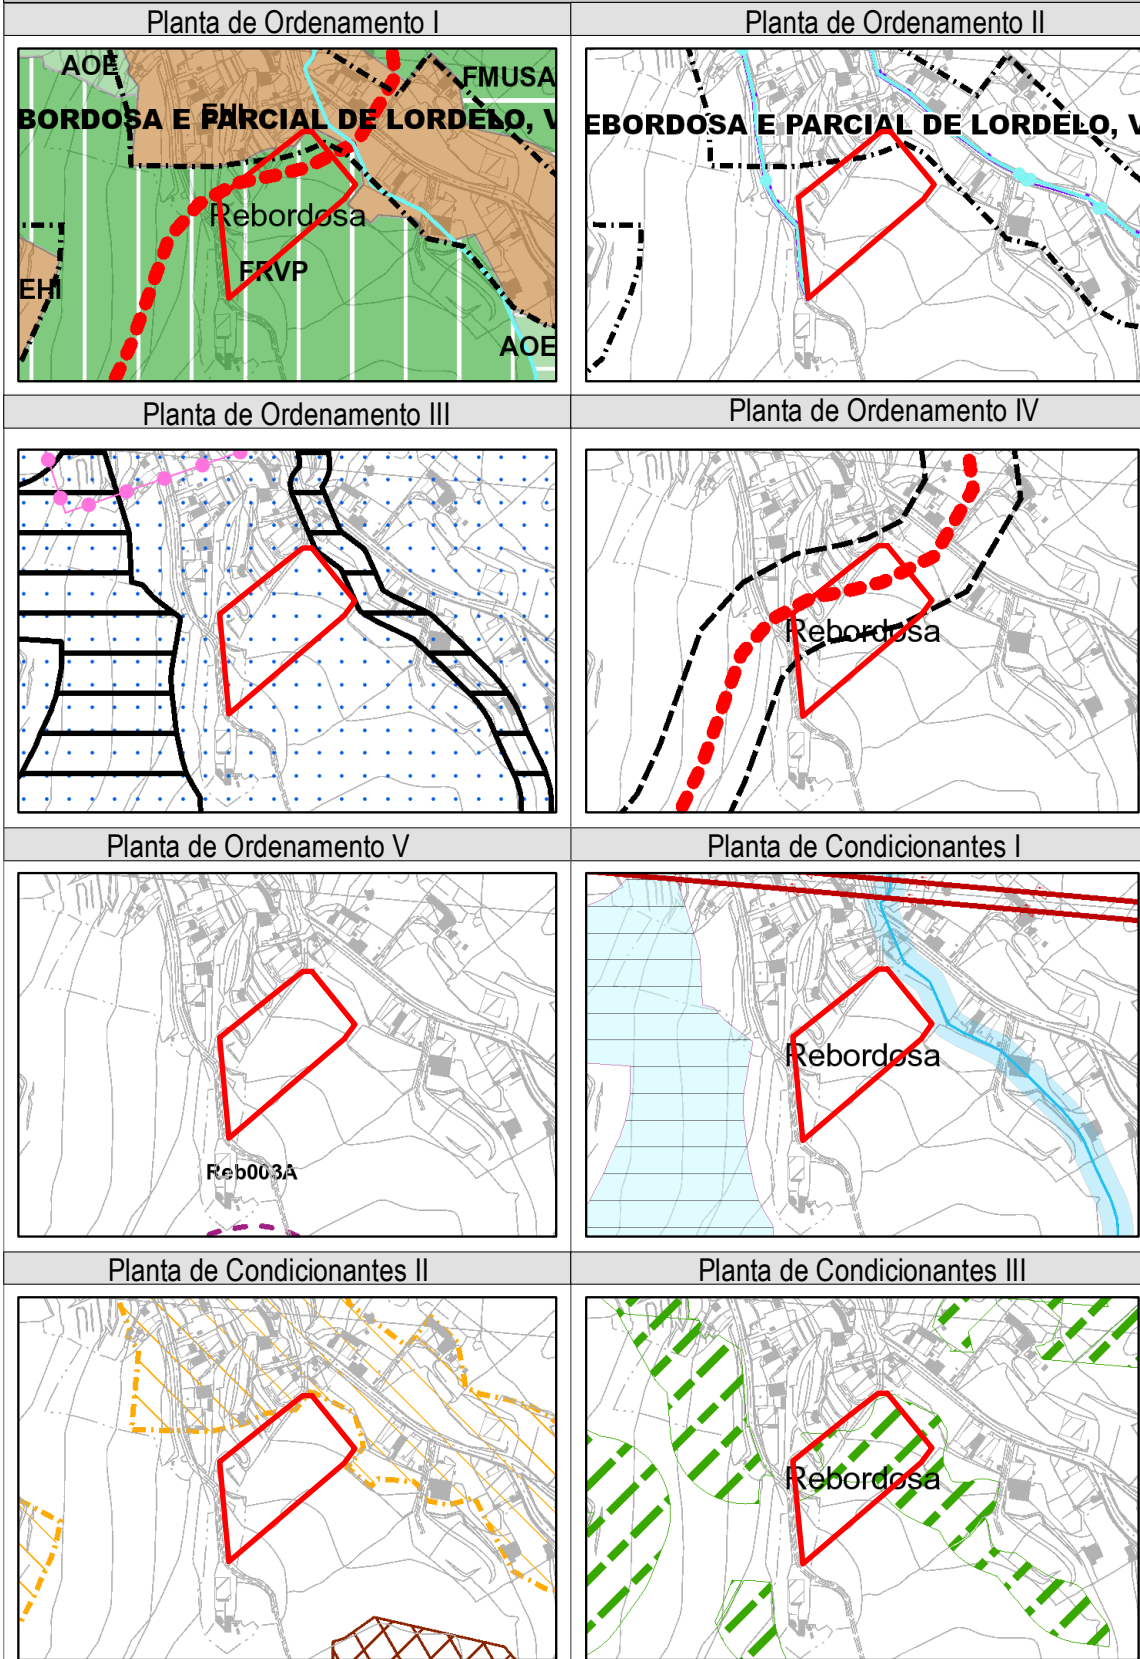 Planta de Ordenamento I
Planta de Ordenamento II
AOE
FMUSA
BORDOSA E PARCIAL DE LORDELO, V
EHI
Rebordosa
FRVP
EHI
AOE
EBORDOSA E PARCIAL DE LORDELO, V
Planta de Ordenamento III
Planta de Ordenamento IV
Rebordosa
Planta de Ordenamento V
Planta de Condicionantes I
Reb003A
Rebordosa
Planta de Condicionantes II
Planta de Condicionantes III
Rebordosa